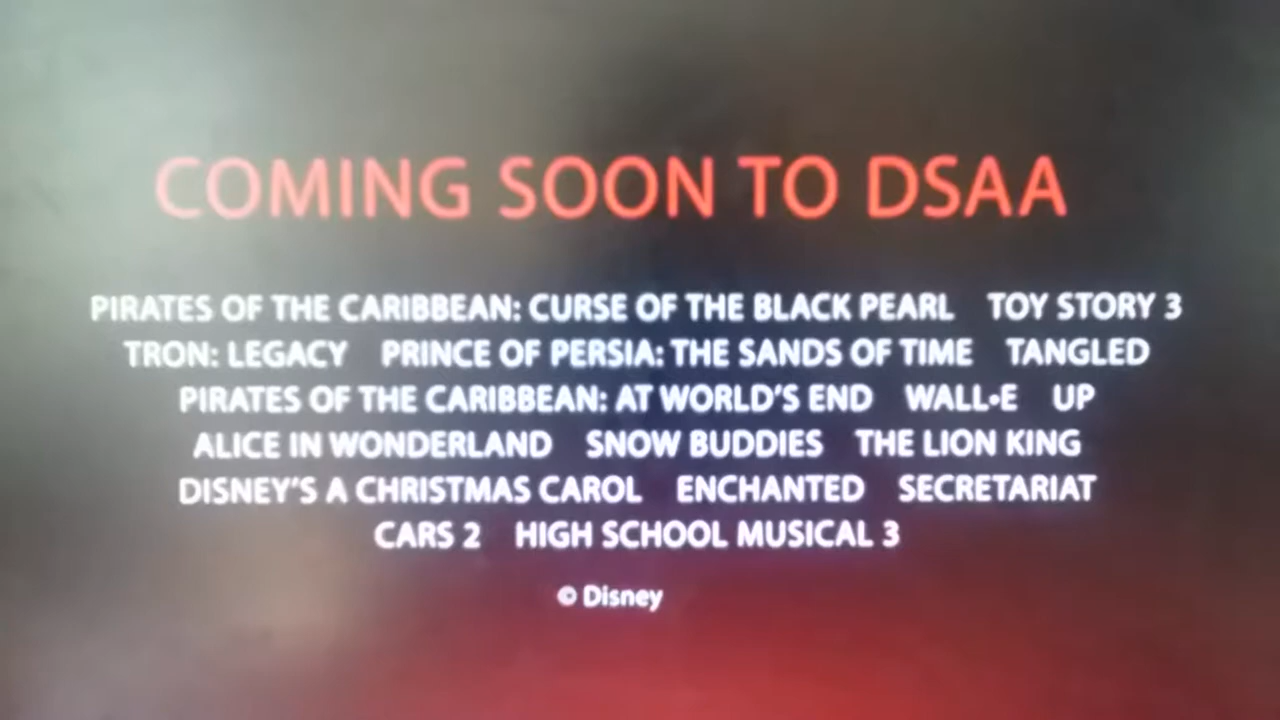 COMING SOON TO DSAA
PIRATES OF THE CARIBBEAN: CURSE OF THE BLACK PEARL TOY STORY 3
TRON: LEGACY PRINCE OF PERSIA: THE SANDS OF TIME TANGLED
PIRATES OF THE CARIBBEAN: AT WORLD'S END WALL•E UP
ALICE IN WONDERLAND SNOW BUDDIES THE LION KING
DISNEY'S A CHRISTMAS CAROL ENCHANTED SECRETARIAT
CARS 2 HIGH SCHOOL MUSICAL 3
© Disney